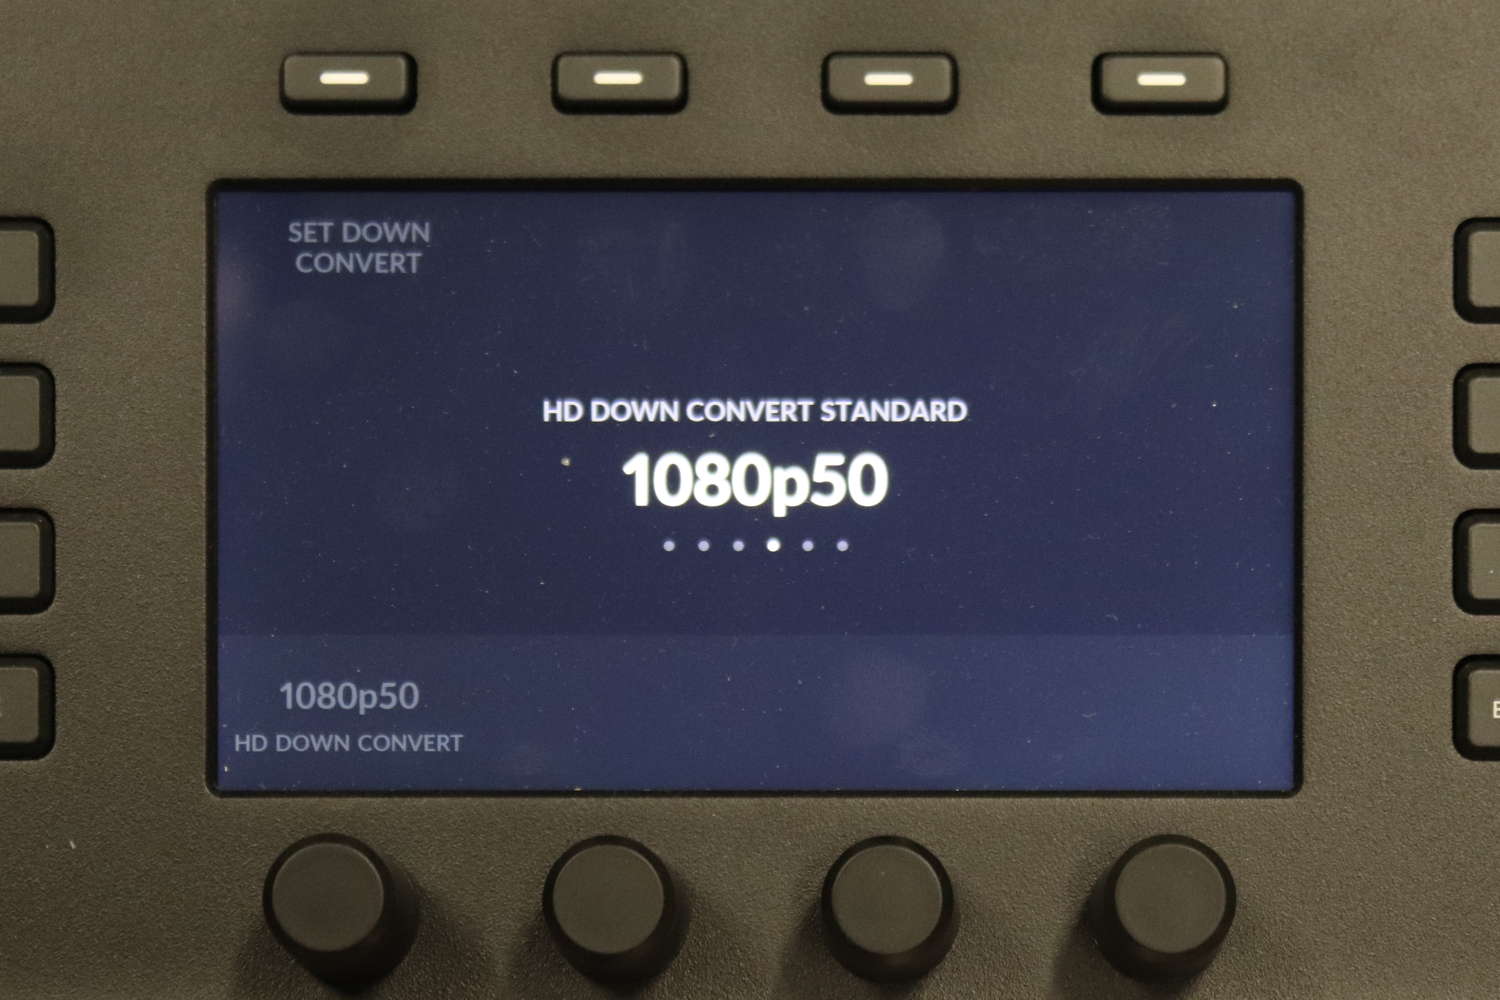 SET DOWN
CONVERT
HD DOWN CONVERT STANDARD
1080p50
1080p50
HD DOWN CONVERT